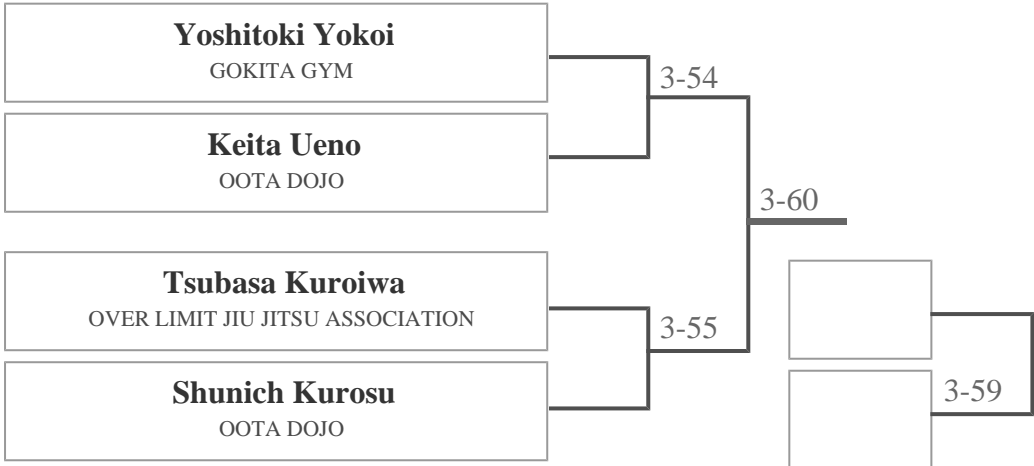 Yoshitoki Yokoi
GOKITA GYM
3-54
Keita Ueno
OOTA DOJO
3-60
Tsubasa Kuroiwa
OVER LIMIT JIU JITSU ASSOCIATION
3-55
Shunich Kurosu
OOTA DOJO
3-59